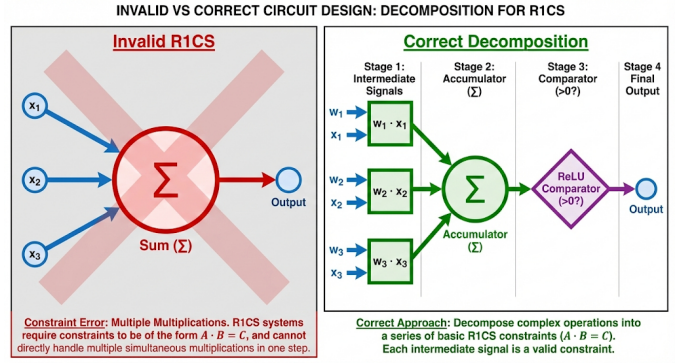 INVALID VS CORRECT CIRCUIT DESIGN: DECOMPOSITION FOR R1CS
Invalid R1CS
x₁
x₂
x₃
Σ
Sum (Σ)
Output
Constraint Error: Multiple Multiplications. R1CS systems
require constraints to be of the form A · B = C, and cannot
directly handle multiple simultaneous multiplications in one step.
Correct Decomposition
Stage 1:
Intermediate
Signals
Stage 2:
Accumulator
(Σ)
Stage 3:
Comparator
(>0?)
Stage 4
Final
Output
w₁
x₁
w₁ · x₁
w₂
x₂
w₂ · x₂
w₃
x₃
w₃ · x₃
Σ
Accumulator
(Σ)
ReLU
Comparator
(>0?)
Output
Correct Approach: Decompose complex operations into
a series of basic R1CS constraints (A · B = C).
Each intermediate signal is a valid constraint.